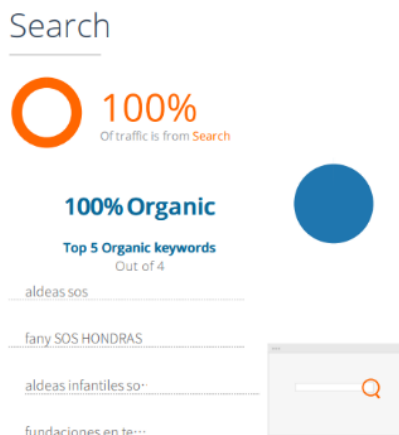 Search
100%
Of traffic is from Search
100% Organic
Top 5 Organic keywords
Out of 4
aldeas sos
fany SOS HONDRAS
aldeas infantiles so···
fundaciones en te···